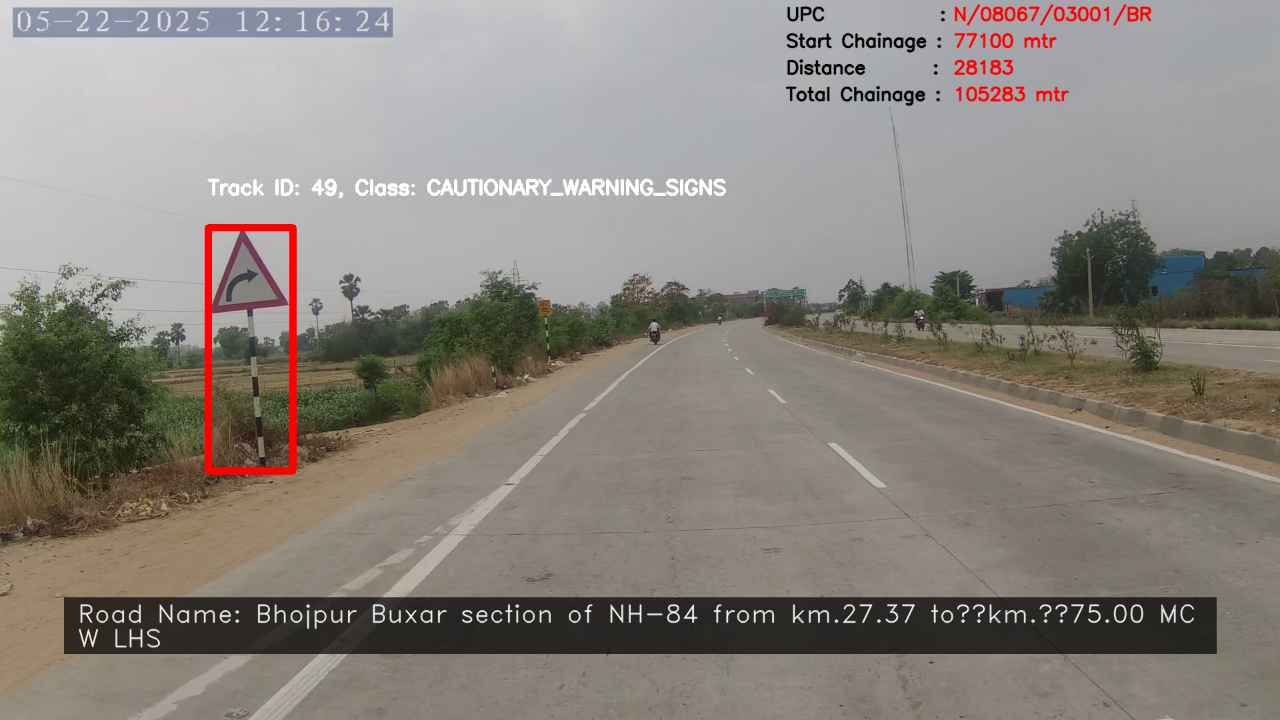 05-22-2025 12:16:24
UPC : N/08067/03001/BR
Start Chainage : 77100 mtr
Distance : 28183
Total Chainage : 105283 mtr
Track ID: 49, Class: CAUTIONARY_WARNING_SIGNS
Road Name: Bhojpur Buxar section of NH-84 from km.27.37 to??km.??75.00 MC
W LHS